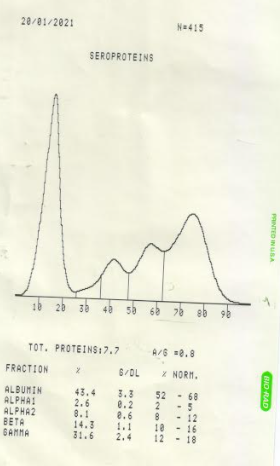 20/01/2021 N=415
SEROPROTEINS
10 20 30 40 50 60 70 80 90
TOT. PROTEINS:7.7 A/G =0.8
FRACTION % G/DL % NORM.
ALBUMIN 43.4 3.3 52 - 68
ALPHA1 2.6 0.2 2 - 5
ALPHA2 8.1 0.6 8 - 12
BETA 14.3 1.1 10 - 16
GAMMA 31.6 2.4 12 - 18
PRINTED IN U.S.A.
BIO-RAD